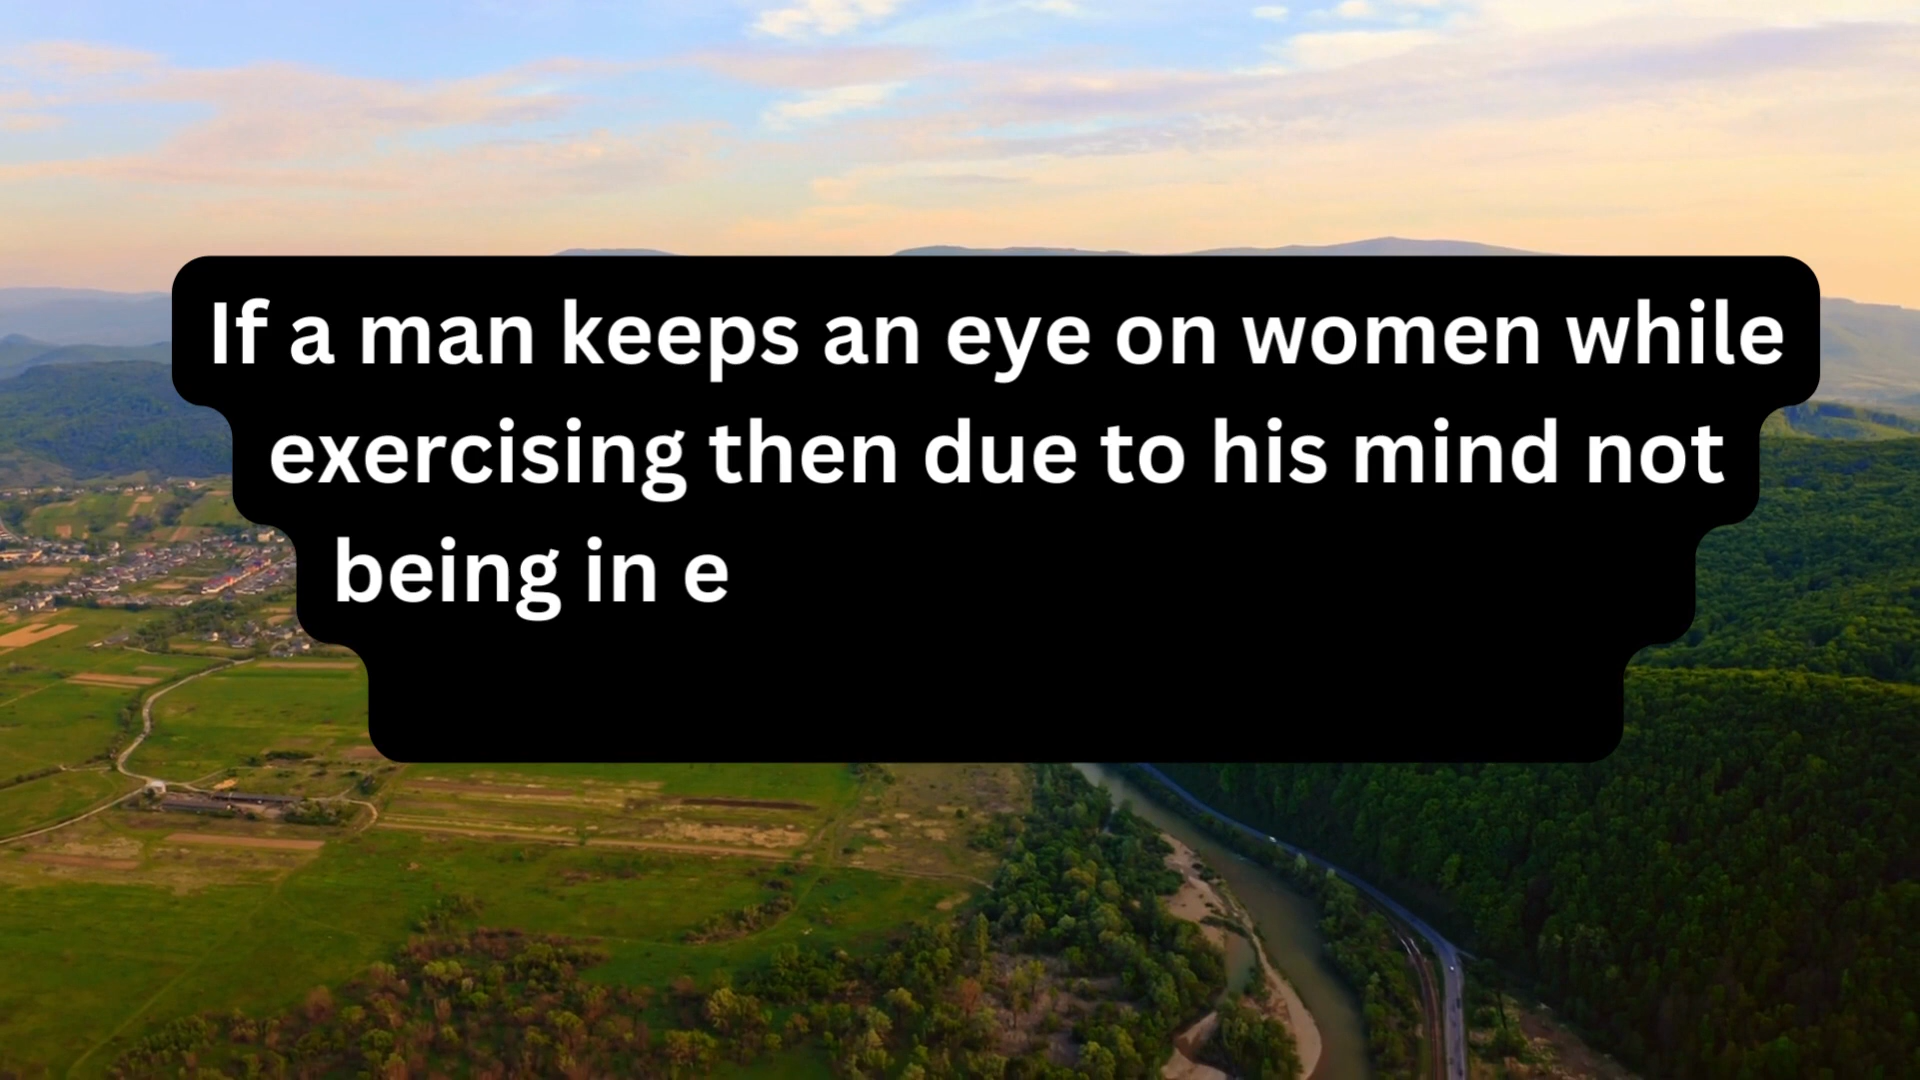 If a man keeps an eye on women while
exercising then due to his mind not
being in e